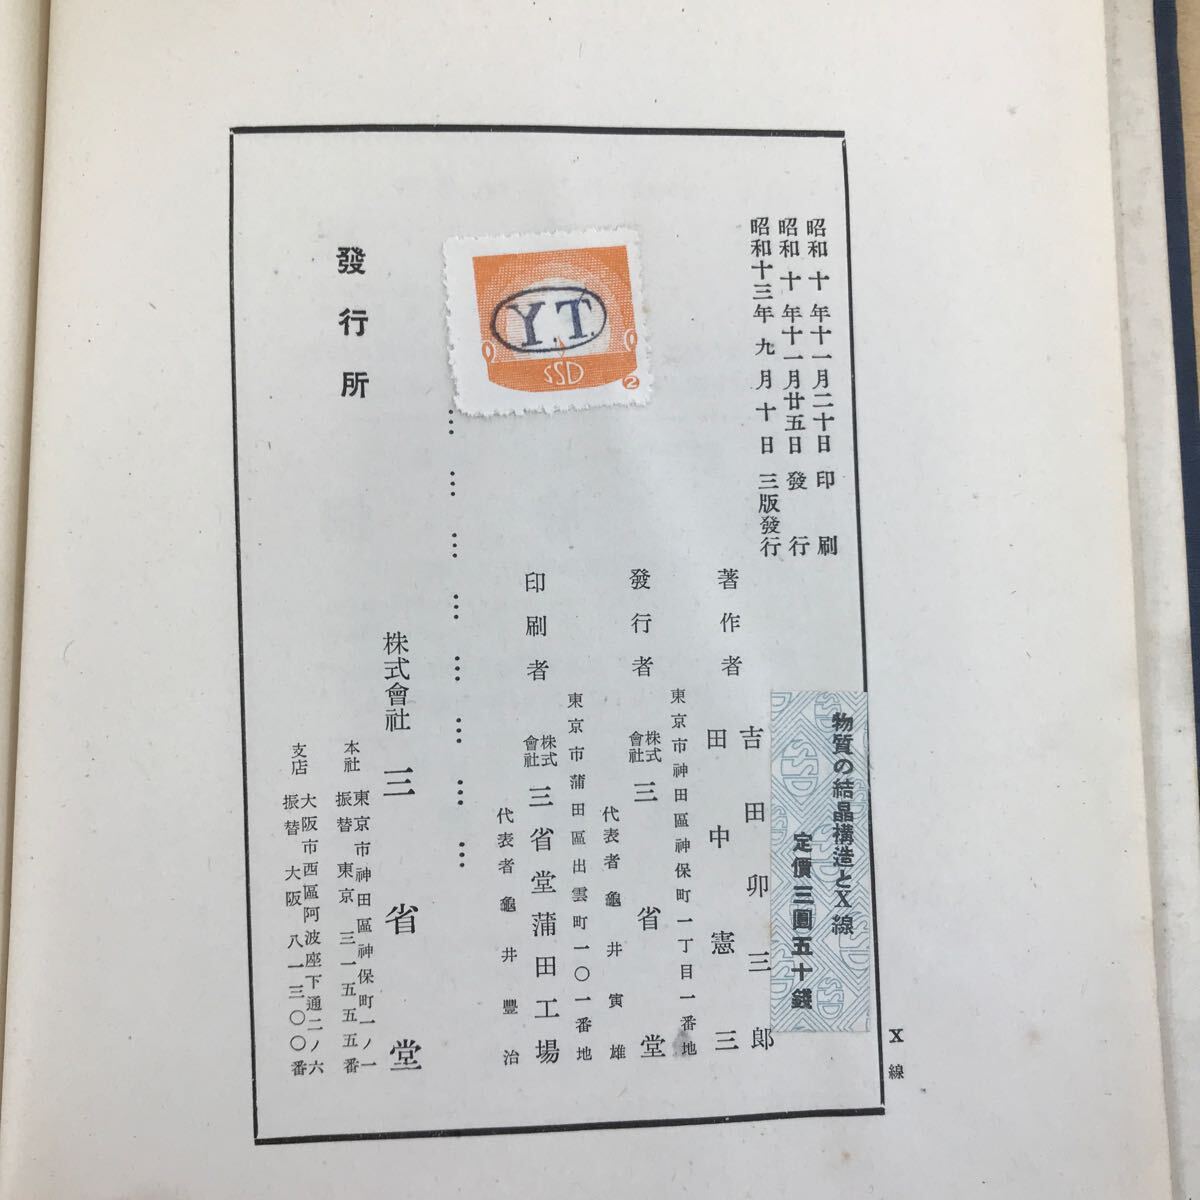 昭和十年十一月二十日印刷
昭和十年十一月廿五日發行
昭和十三年九月十日三版發行
物質の結晶構造とX線
定價三圓五十錢
著作者
吉田卯三郎
田中憲三
東京市神田區神保町一丁目一番地
發行者
株式會社三省堂
代表者龜井寅雄
東京市蒲田區出雲町一〇一番地
印刷者
株式會社三省堂蒲田工場
代表者龜井豐治
Y.T.
SSD
2
發行所
株式會社三省堂
本社
東京市神田區神保町一ノ一
振替東京三一五五五番
支店
大阪市西區阿波座下通二ノ六
振替大阪八一三〇〇番
X線